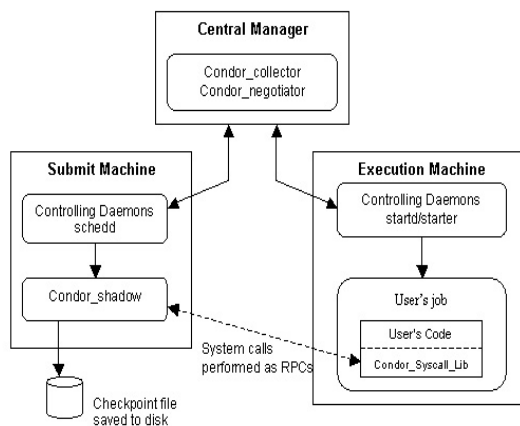 Central Manager
Condor_collector
Condor_negotiator
Submit Machine
Controlling Daemons
schedd
Condor_shadow
Execution Machine
Controlling Daemons
startd/starter
User's job
User's Code
Condor_Syscall_Lib
System calls
performed as RPCs
Checkpoint file
saved to disk